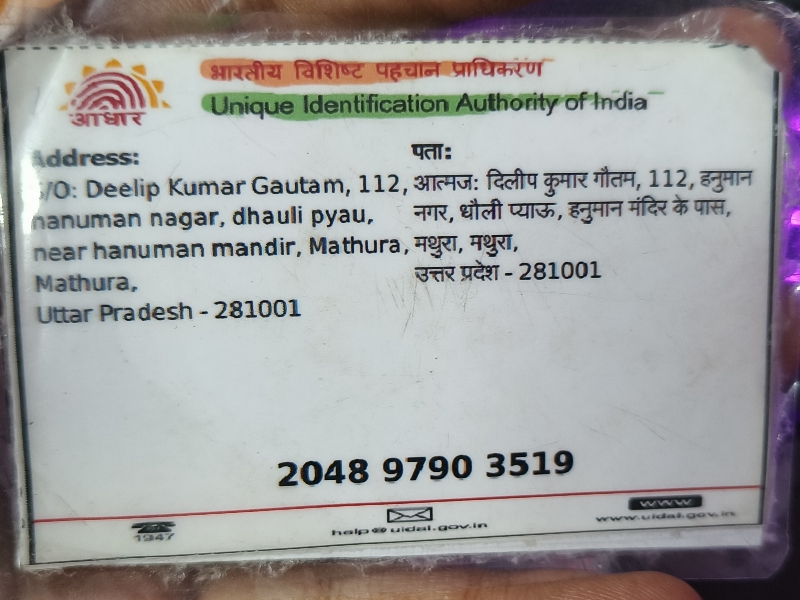 भारतीय विशिष्ट पहचान प्राधिकरण
Unique Identification Authority of India
आधार
Address:
S/O: Deelip Kumar Gautam, 112,
hanuman nagar, dhauli pyau,
near hanuman mandir, Mathura,
Mathura,
Uttar Pradesh - 281001
पता:
आत्मज: दिलीप कुमार गौतम, 112, हनुमान
नगर, धौली प्याऊ, हनुमान मंदिर के पास,
मथुरा, मथुरा,
उत्तर प्रदेश - 281001
2048 9790 3519
1947
help@uidai.gov.in
www
www.uidai.gov.in